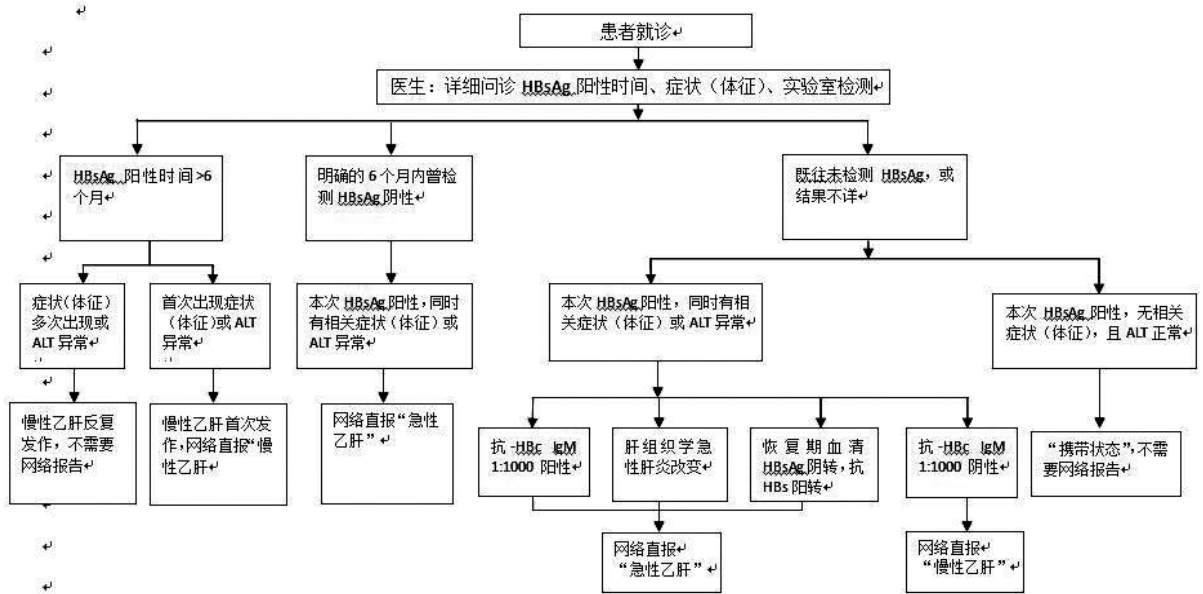 患者就诊
医生：详细问诊 HBsAg 阳性时间、症状（体征）、实验室检测
HBsAg 阳性时间>6
个月
明确的 6 个月内曾检
测 HBsAg 阴性
既往未检测 HBsAg，或
结果不详
症状（体征）
多次出现或
ALT 异常
首次出现症状
（体征）或 ALT
异常
本次 HBsAg 阳性，同时
有相关症状（体征）或
ALT 异常
本次 HBsAg 阳性，同时有相
关症状（体征）或 ALT 异常
本次 HBsAg 阳性，无相关
症状（体征），且 ALT 正常
慢性乙肝反复
发作，不需要
网络报告
慢性乙肝首次发
作，网络直报“慢
性乙肝
网络直报“急性
乙肝”
抗-HBc IgM
1:1000 阳性
肝组织学急
性肝炎改变
恢复期血清
HBsAg 阴转，抗
HBs 阳转
抗-HBc IgM
1:1000 阴性
“携带状态”，不需
要网络报告
网络直报
“急性乙肝”
网络直报
“慢性乙肝”